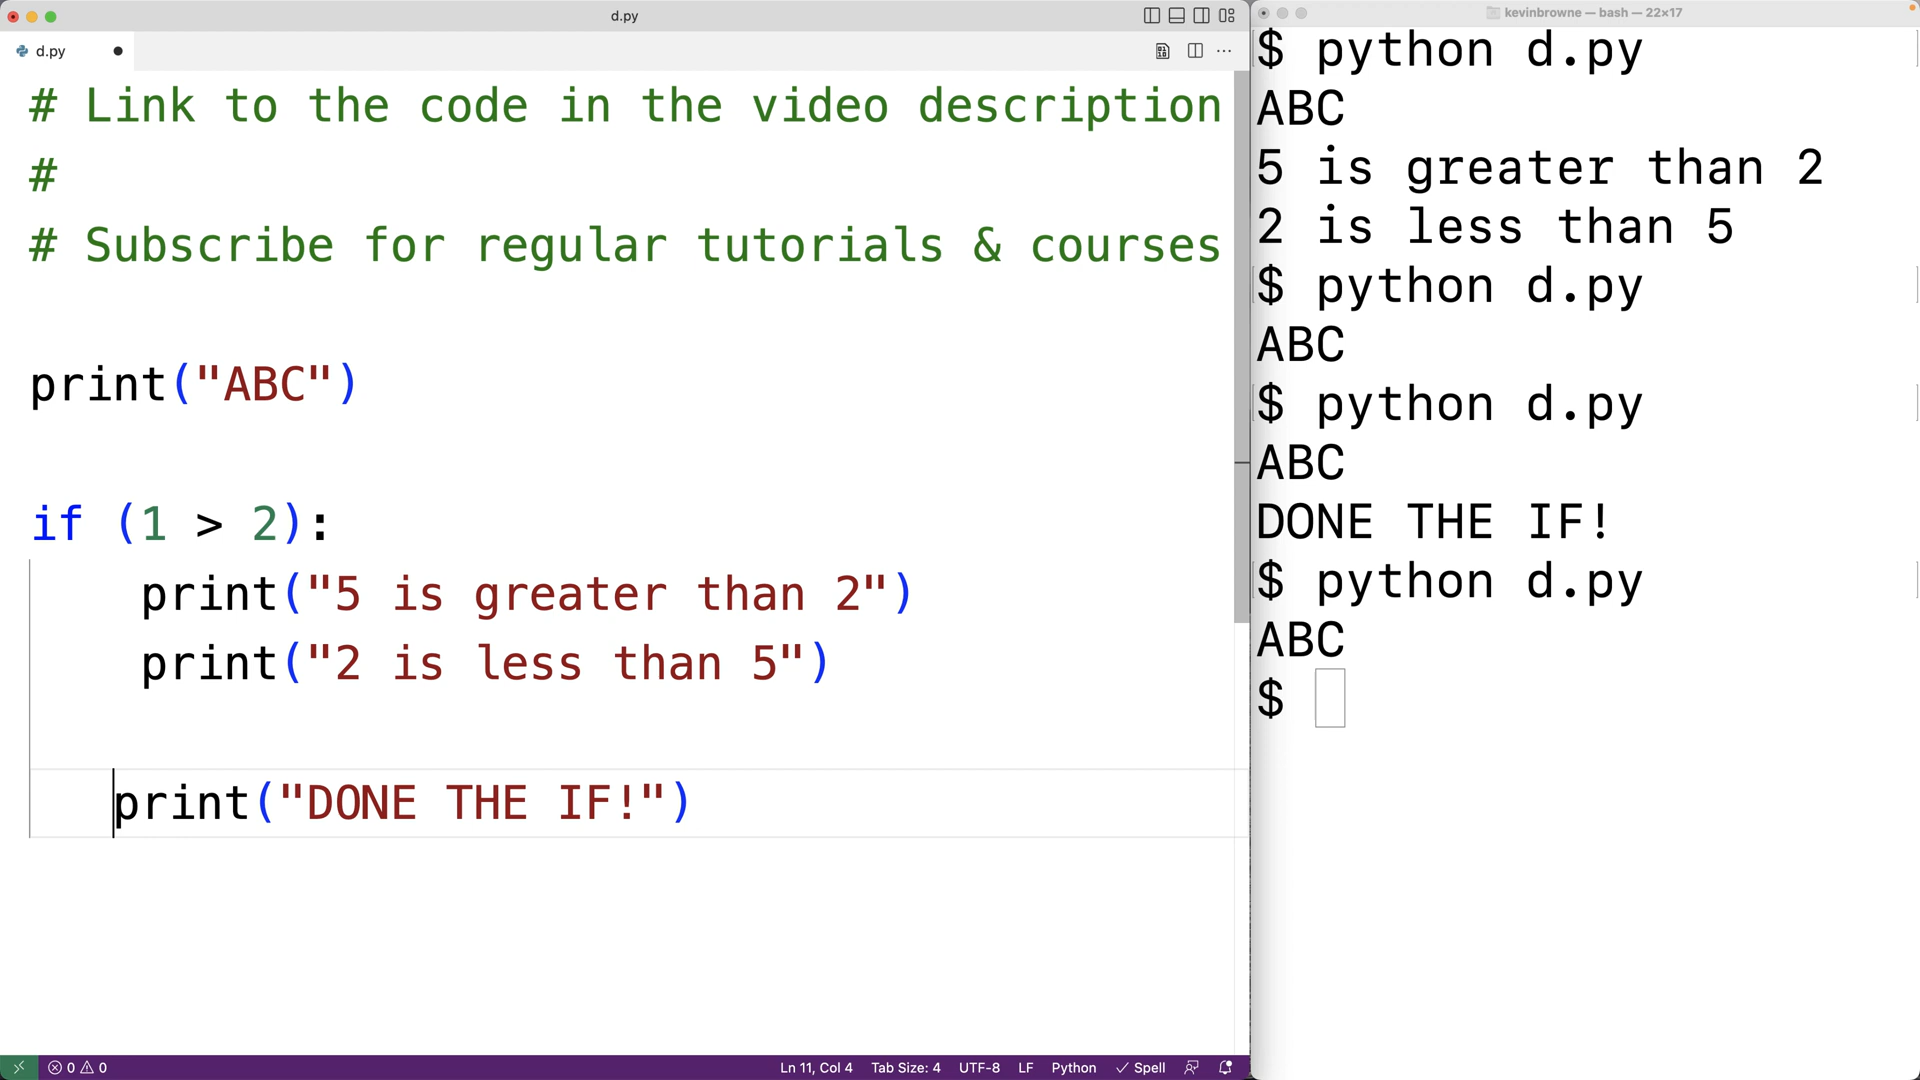 d.py
d.py
# Link to the code in the video description
#
# Subscribe for regular tutorials & courses
print("ABC")
if (1 > 2):
    print("5 is greater than 2")
    print("2 is less than 5")
   print("DONE THE IF!")
0 0
Ln 11, Col 4 Tab Size: 4 UTF-8 LF Python Spell
kevinbrowne — bash — 22×17
$ python d.py
ABC
5 is greater than 2
2 is less than 5
$ python d.py
ABC
$ python d.py
ABC
DONE THE IF!
$ python d.py
ABC
$